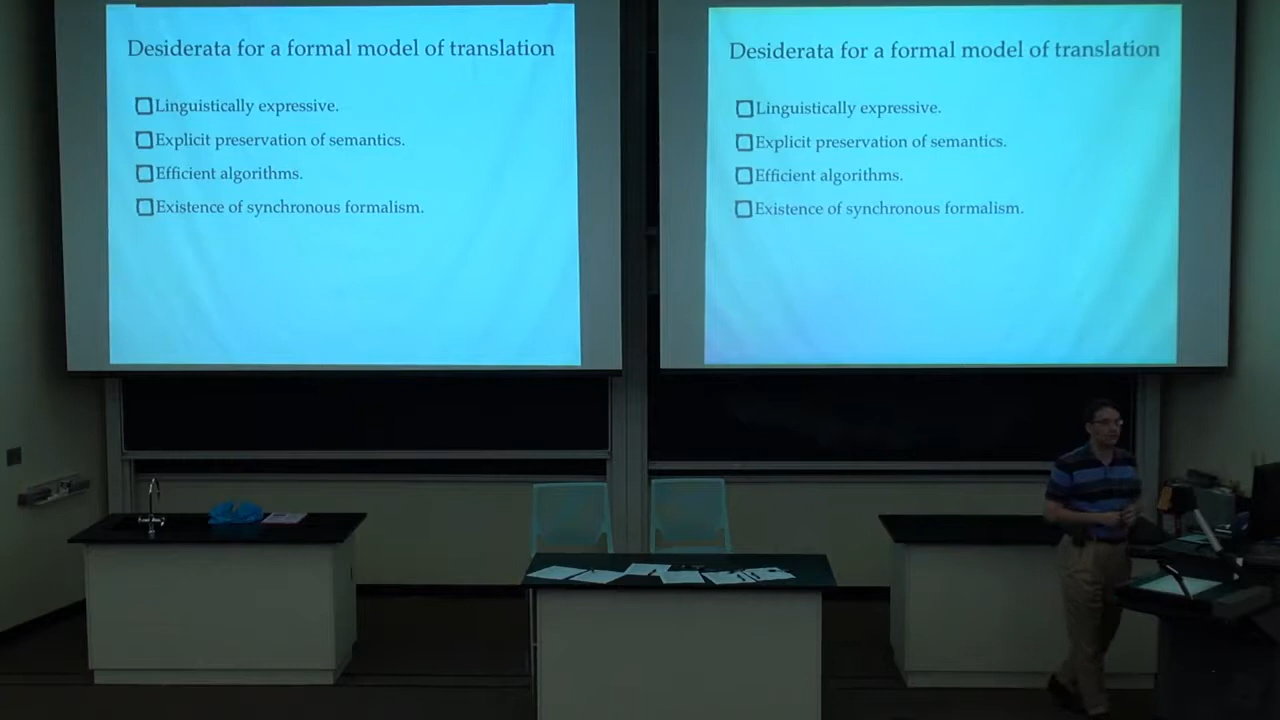 Desiderata for a formal model of translation
Linguistically expressive.
Explicit preservation of semantics.
Efficient algorithms.
Existence of synchronous formalism.
Desiderata for a formal model of translation
Linguistically expressive.
Explicit preservation of semantics.
Efficient algorithms.
Existence of synchronous formalism.